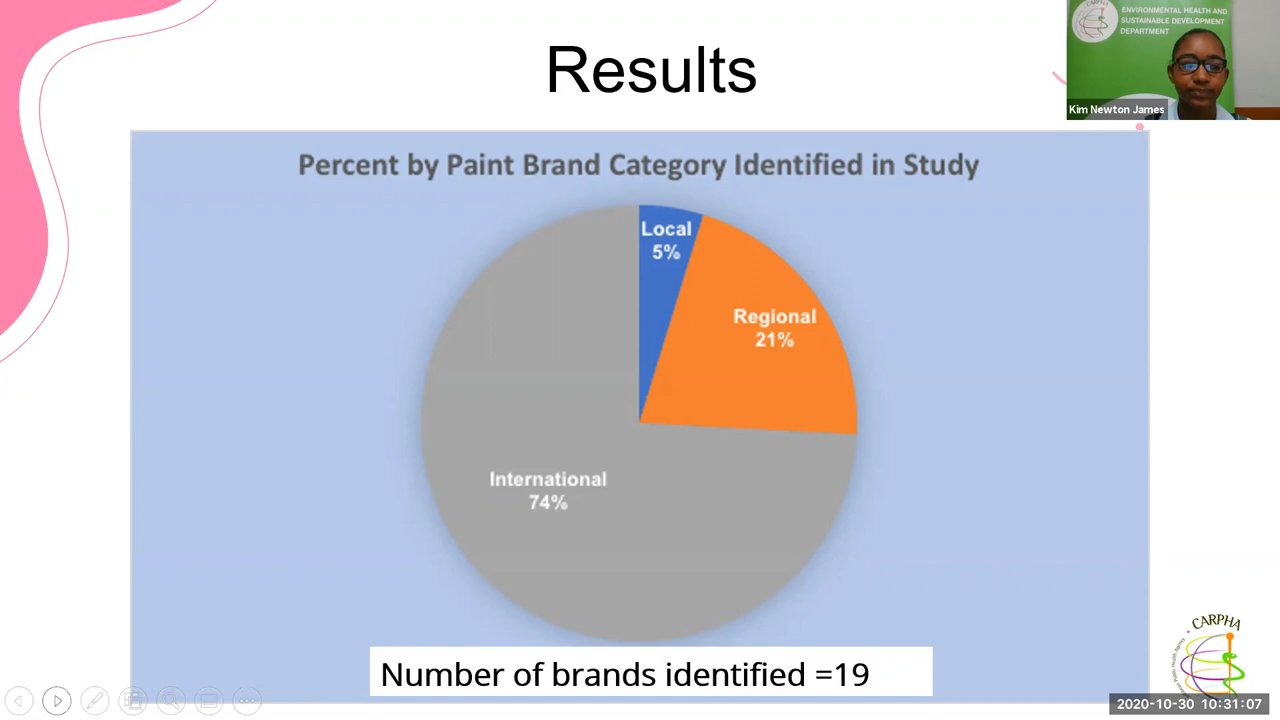 Results
CARPHA
ENVIRONMENTAL HEALTH AND
SUSTAINABLE DEVELOPMENT
DEPARTMENT
Kim Newton James
Percent by Paint Brand Category Identified in Study
Local
5%
Regional
21%
International
74%
Number of brands identified =19
CARPHA
2020-10-30 10:31:07